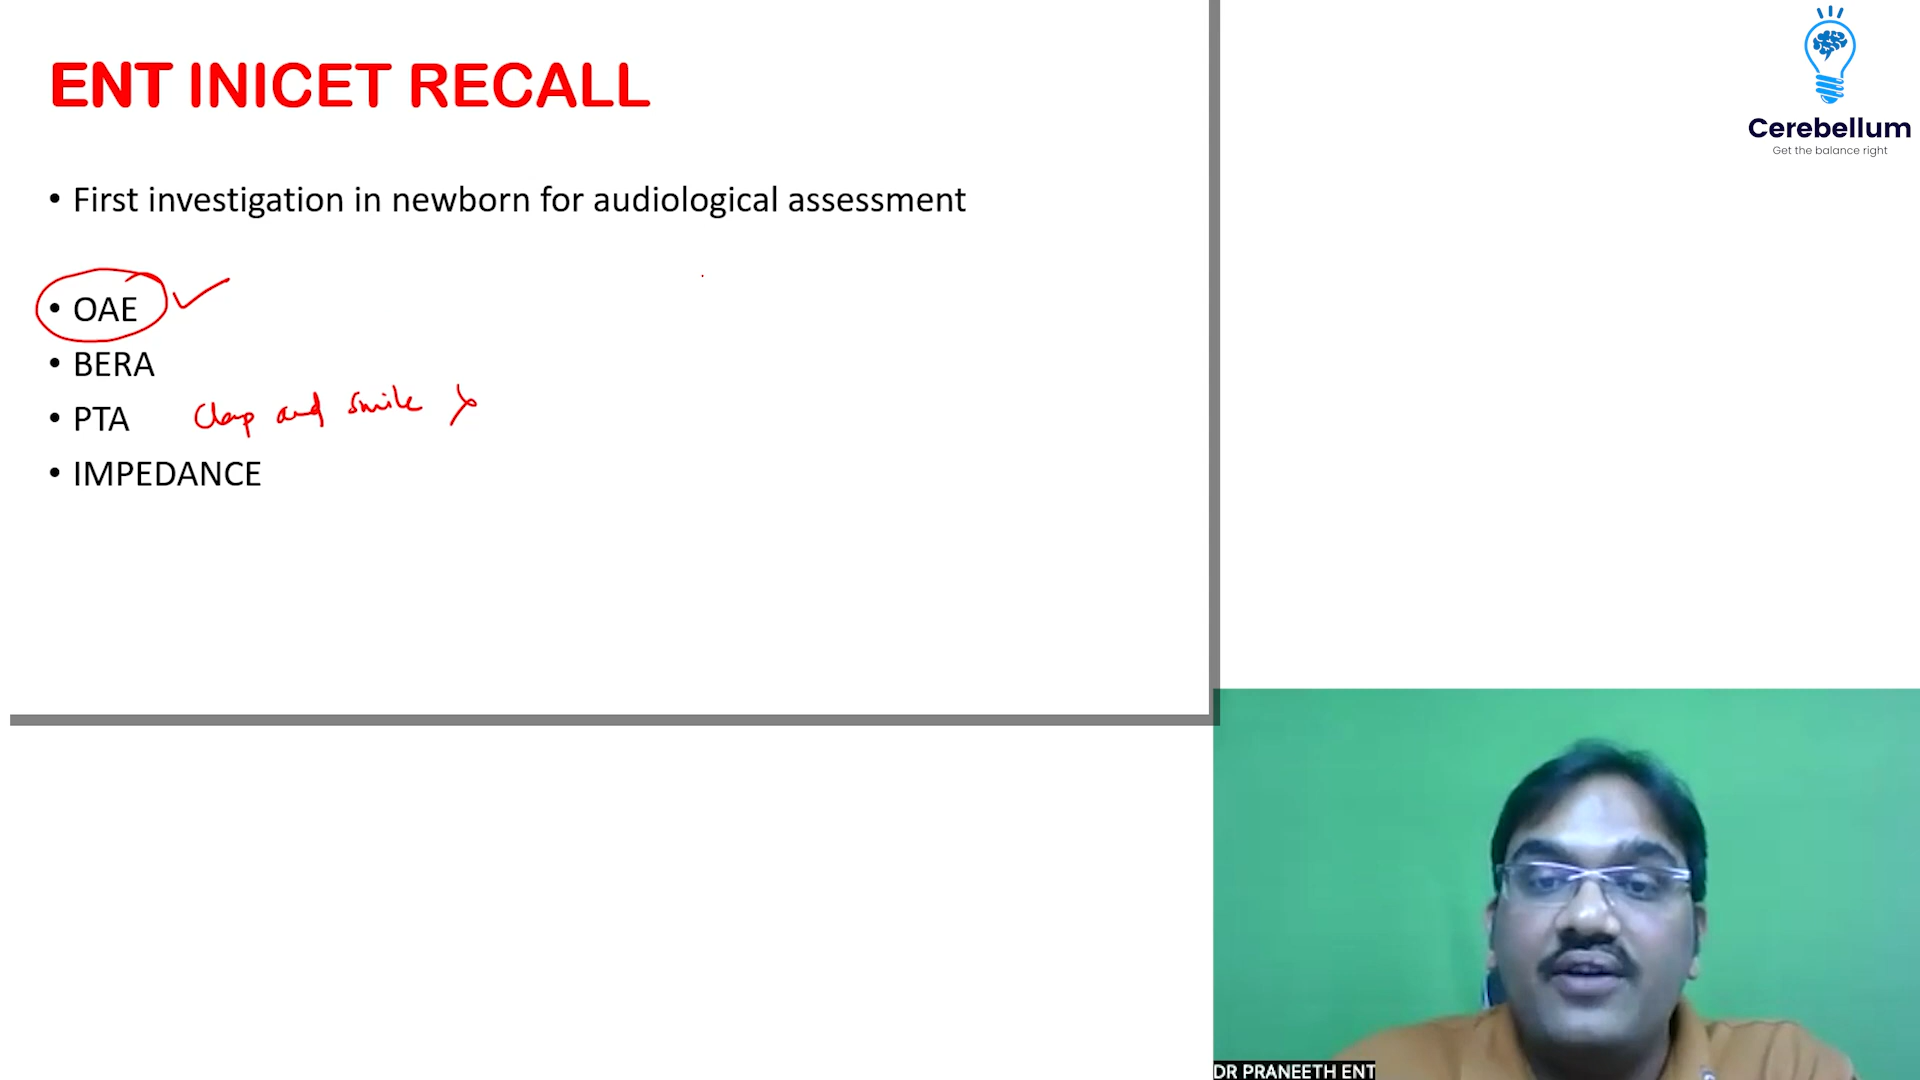 ENT INICET RECALL
• First investigation in newborn for audiological assessment
• OAE
• BERA
• PTA Clap and smile
• IMPEDANCE
Cerebellum
Get the balance right
DR PRANEETH ENT